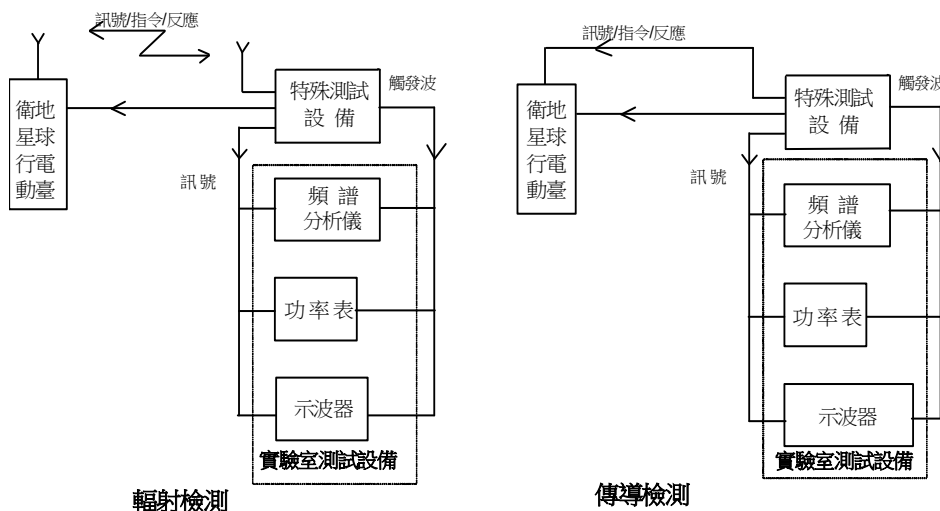 訊號/指令/反應
衛地
星球
行電
動臺
特殊測試
設 備
觸發波
訊號
頻 譜
分析儀
功率表
示波器
實驗室測試設備
輻射檢測
訊號/指令/反應
衛地
星球
行電
動臺
特殊測試
設 備
觸發波
訊號
頻 譜
分析儀
功率表
示波器
實驗室測試設備
傳導檢測